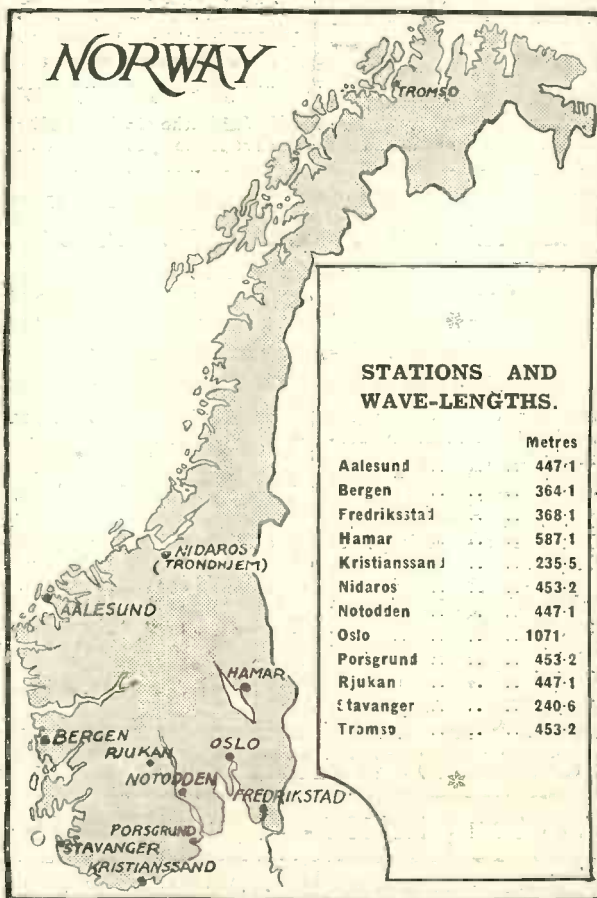 NORWAY
TROMSO
NIDAROS
(TRONDHJEM)
AALESUND
HAMAR
BERGEN
RJUKAN
OSLO
NOTODDEN
FREDRIKSTAD
PORSGRUND
STAVANGER
KRISTIANSSAND
STATIONS AND
WAVE-LENGTHS.
Metres
Aalesund .. .. 447·1
Bergen .. .. 364·1
Fredriksstad .. .. 368·1
Hamar .. .. 587·1
Kristianssand .. 235·5
Nidaros .. .. 453·2
Notodden .. .. 447·1
Oslo .. .. 1071·
Porsgrund .. .. 453·2
Rjukan .. .. 447·1
Stavanger .. .. 240·6
Tromso .. .. 453·2